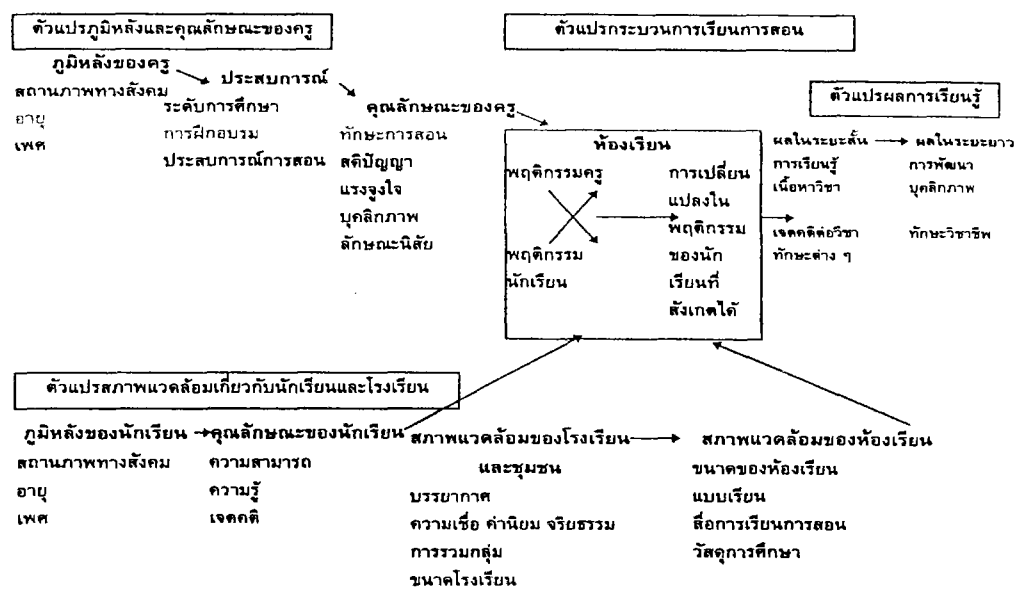 ตัวแปรภูมิหลังและคุณลักษณะของครู
ตัวแปรกระบวนการเรียนการสอน
ภูมิหลังของครู
สถานภาพทางสังคม
อายุ
เพศ
ประสบการณ์
ระดับการศึกษา
การฝึกอบรม
ประสบการณ์การสอน
คุณลักษณะของครู
ทักษะการสอน
สติปัญญา
แรงจูงใจ
บุคลิกภาพ
ลักษณะนิสัย
ห้องเรียน
พฤติกรรมครู
พฤติกรรม
นักเรียน
การเปลี่ยน
แปลงใน
พฤติกรรม
ของนัก
เรียนที่
สังเกตได้
ตัวแปรผลการเรียนรู้
ผลในระยะสั้น
การเรียนรู้
เนื้อหาวิชา
เจตคติต่อวิชา
ทักษะต่าง ๆ
ผลในระยะยาว
การพัฒนา
บุคลิกภาพ
ทักษะวิชาชีพ
ตัวแปรสภาพแวดล้อมเกี่ยวกับนักเรียนและโรงเรียน
ภูมิหลังของนักเรียน
สถานภาพทางสังคม
อายุ
เพศ
คุณลักษณะของนักเรียน
ความสามารถ
ความรู้
เจตคติ
สภาพแวดล้อมของโรงเรียน
และชุมชน
บรรยากาศ
ความเชื่อ ค่านิยม จริยธรรม
การรวมกลุ่ม
ขนาดโรงเรียน
สภาพแวดล้อมของห้องเรียน
ขนาดของห้องเรียน
แบบเรียน
สื่อการเรียนการสอน
วัสดุการศึกษา